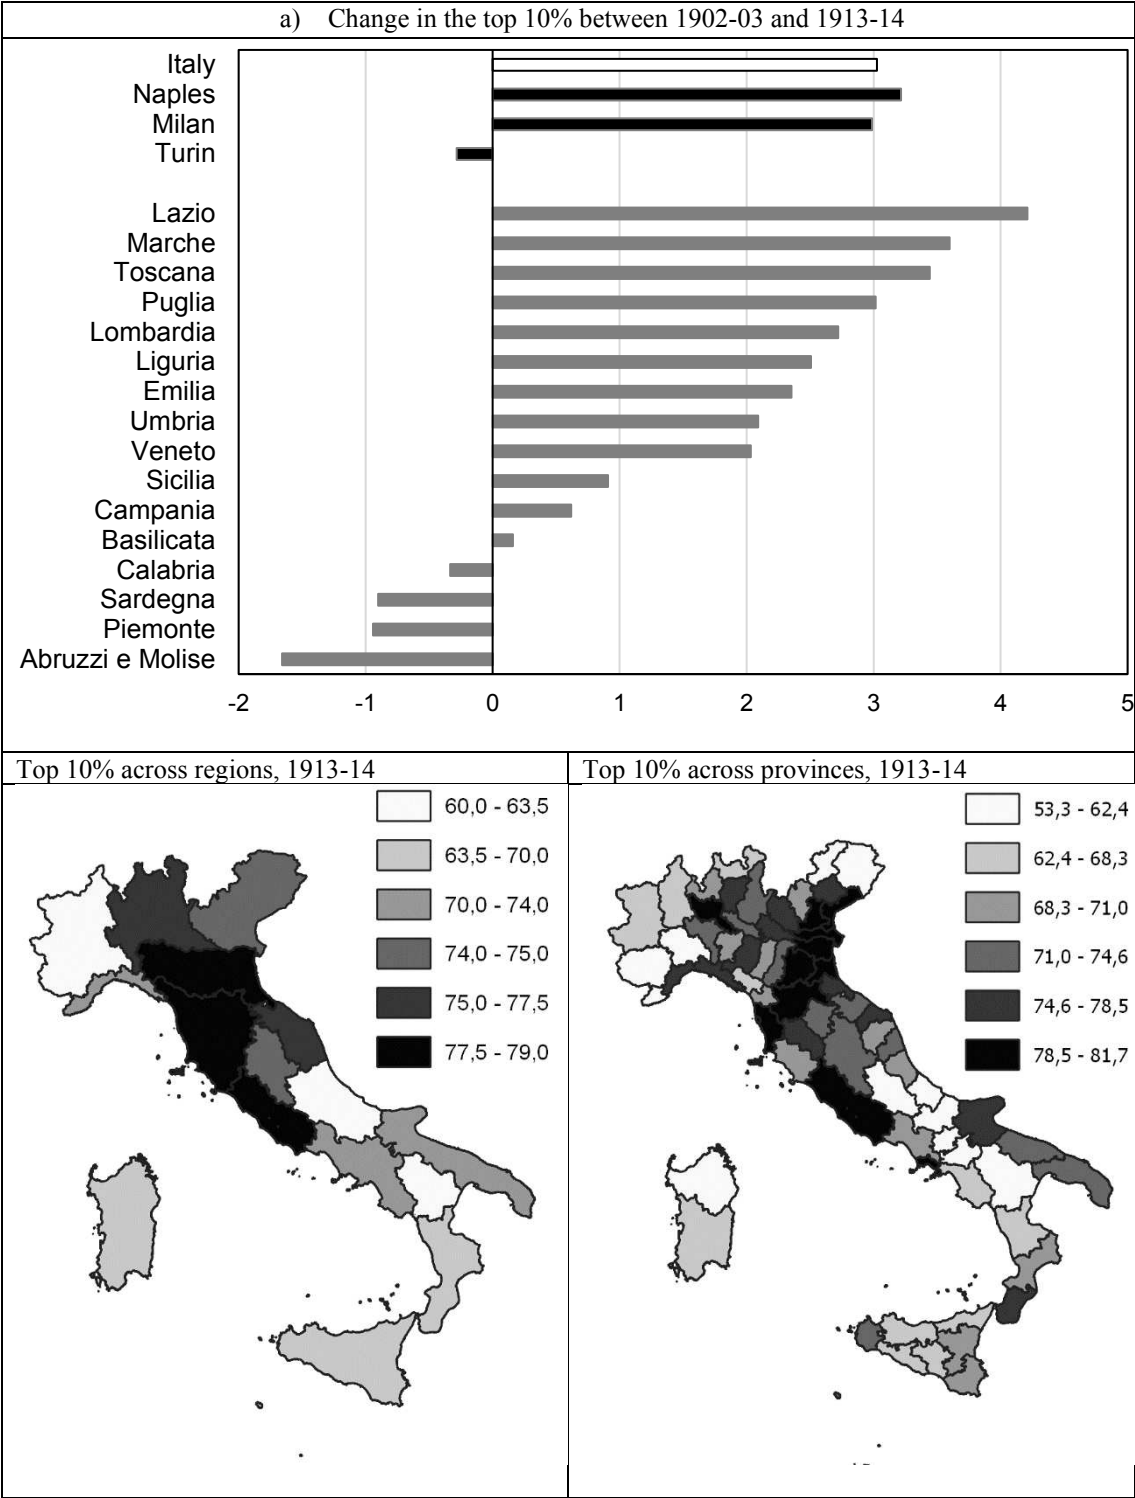 a) Change in the top 10% between 1902-03 and 1913-14
Italy
Naples
Milan
Turin
Lazio
Marche
Toscana
Puglia
Lombardia
Liguria
Emilia
Umbria
Veneto
Sicilia
Campania
Basilicata
Calabria
Sardegna
Piemonte
Abruzzi e Molise
-2 -1 0 1 2 3 4 5
Top 10% across regions, 1913-14
60,0 - 63,5
63,5 - 70,0
70,0 - 74,0
74,0 - 75,0
75,0 - 77,5
77,5 - 79,0
Top 10% across provinces, 1913-14
53,3 - 62,4
62,4 - 68,3
68,3 - 71,0
71,0 - 74,6
74,6 - 78,5
78,5 - 81,7